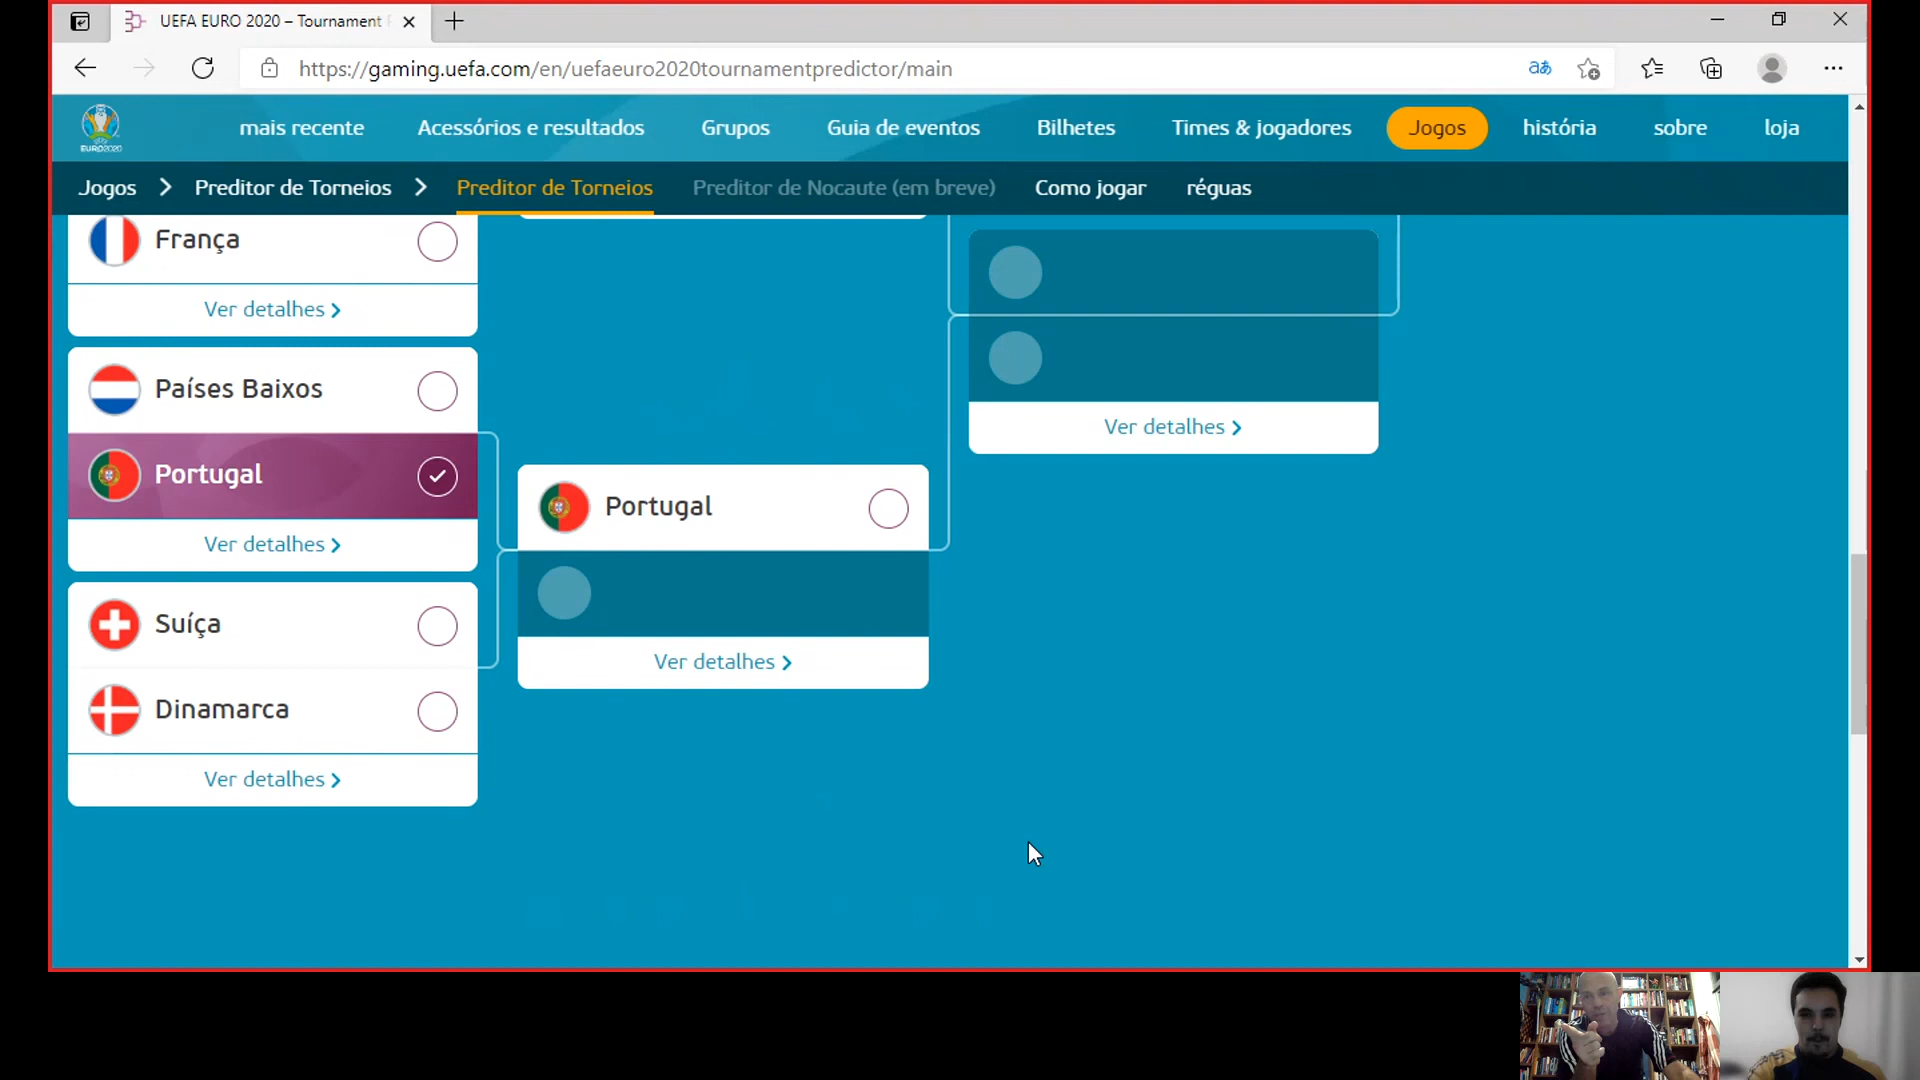 UEFA EURO 2020 – Tournament
https://gaming.uefa.com/en/uefaeuro2020tournamentpredictor/main
EURO2020
mais recente
Acessórios e resultados
Grupos
Guia de eventos
Bilhetes
Times & jogadores
Jogos
história
sobre
loja
Jogos
Preditor de Torneios
Preditor de Torneios
Preditor de Nocaute (em breve)
Como jogar
réguas
França
Ver detalhes
Países Baixos
Portugal
Ver detalhes
Suíça
Dinamarca
Ver detalhes
Portugal
Ver detalhes
Ver detalhes